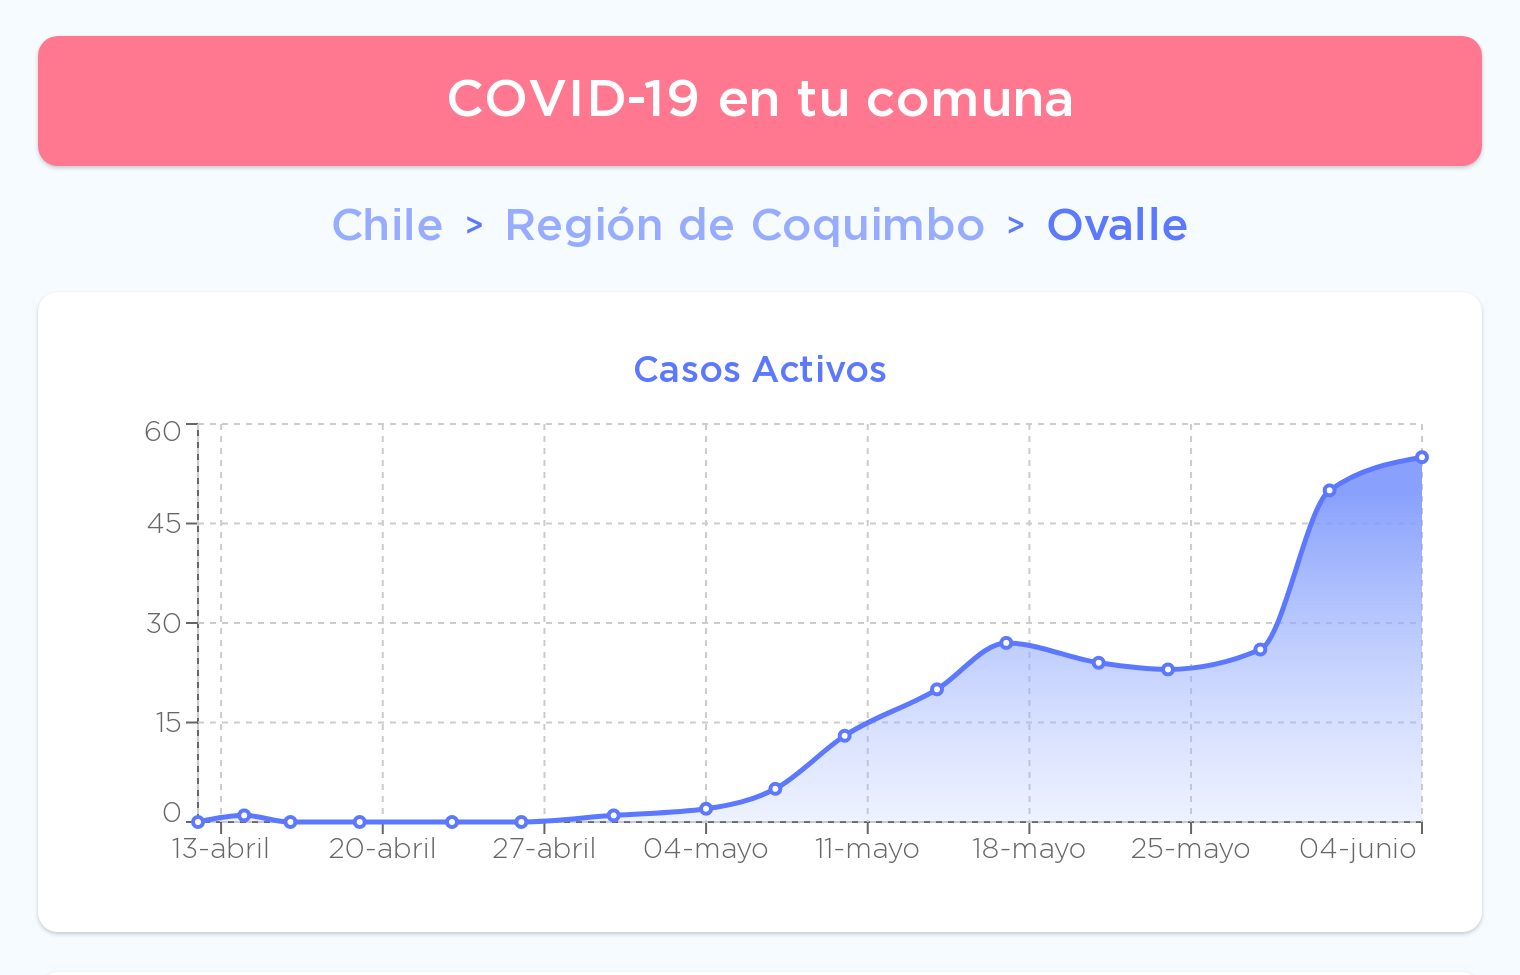 COVID-19 en tu comuna
Chile > Región de Coquimbo > Ovalle
Casos Activos
60
45
30
15
0
13-abril 20-abril 27-abril 04-mayo 11-mayo 18-mayo 25-mayo 04-junio